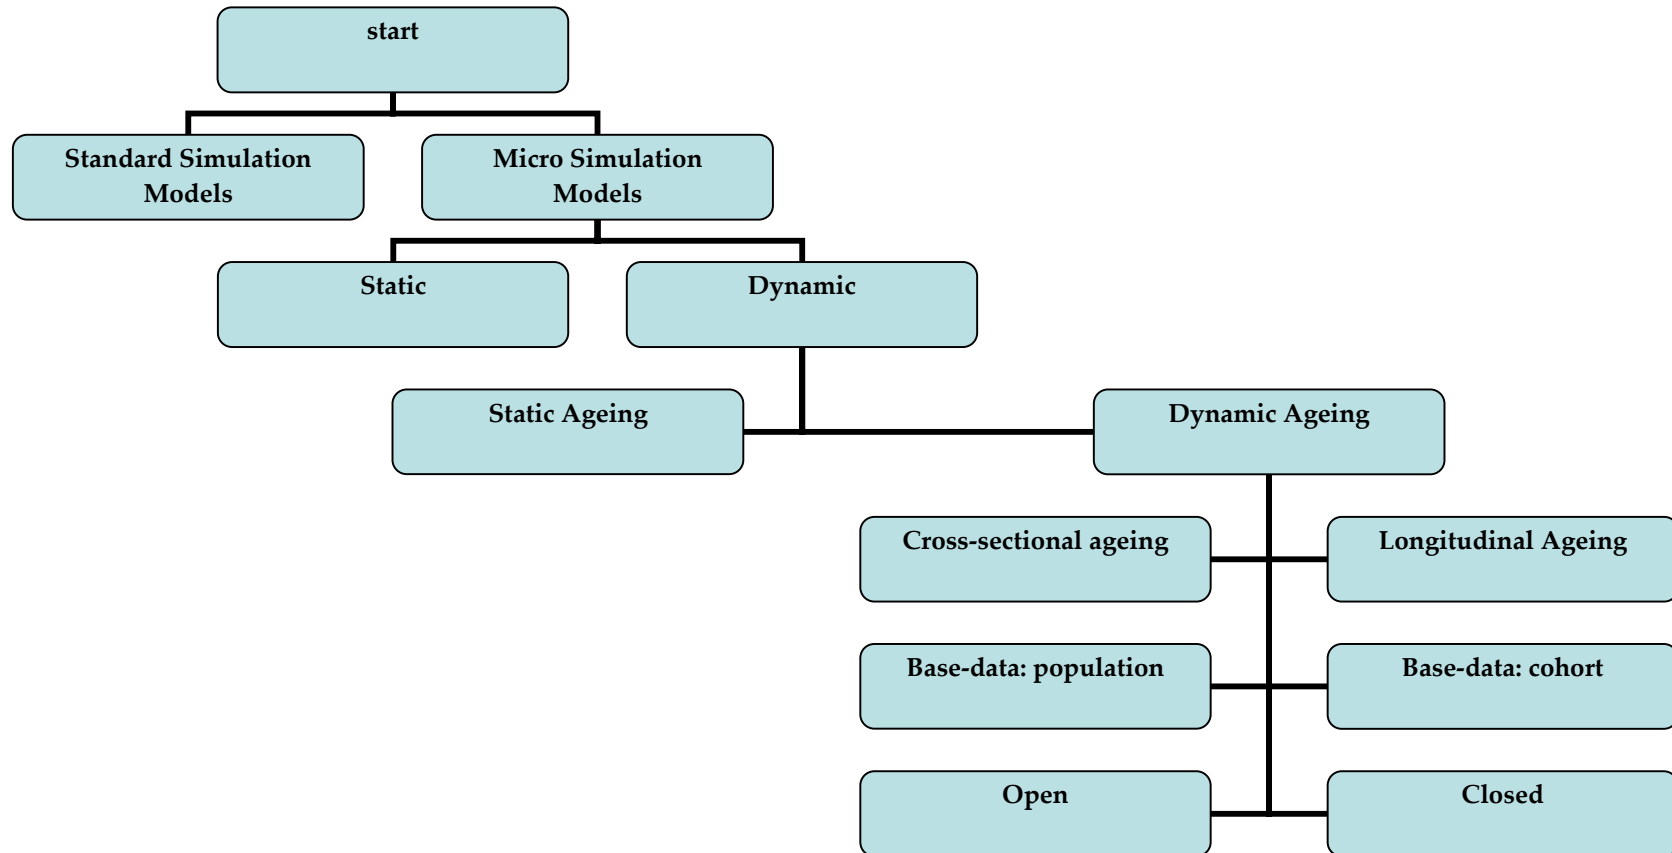 start
Standard Simulation
Models
Micro Simulation
Models
Static
Dynamic
Static Ageing
Dynamic Ageing
Cross-sectional ageing
Longitudinal Ageing
Base-data: population
Base-data: cohort
Open
Closed